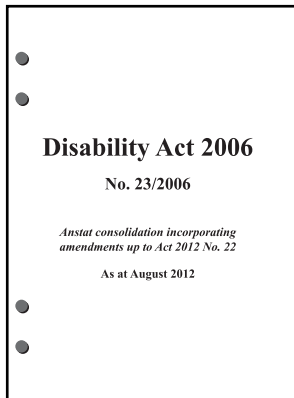 Disability Act 2006
No. 23/2006
Anstat consolidation incorporating
amendments up to Act 2012 No. 22
As at August 2012